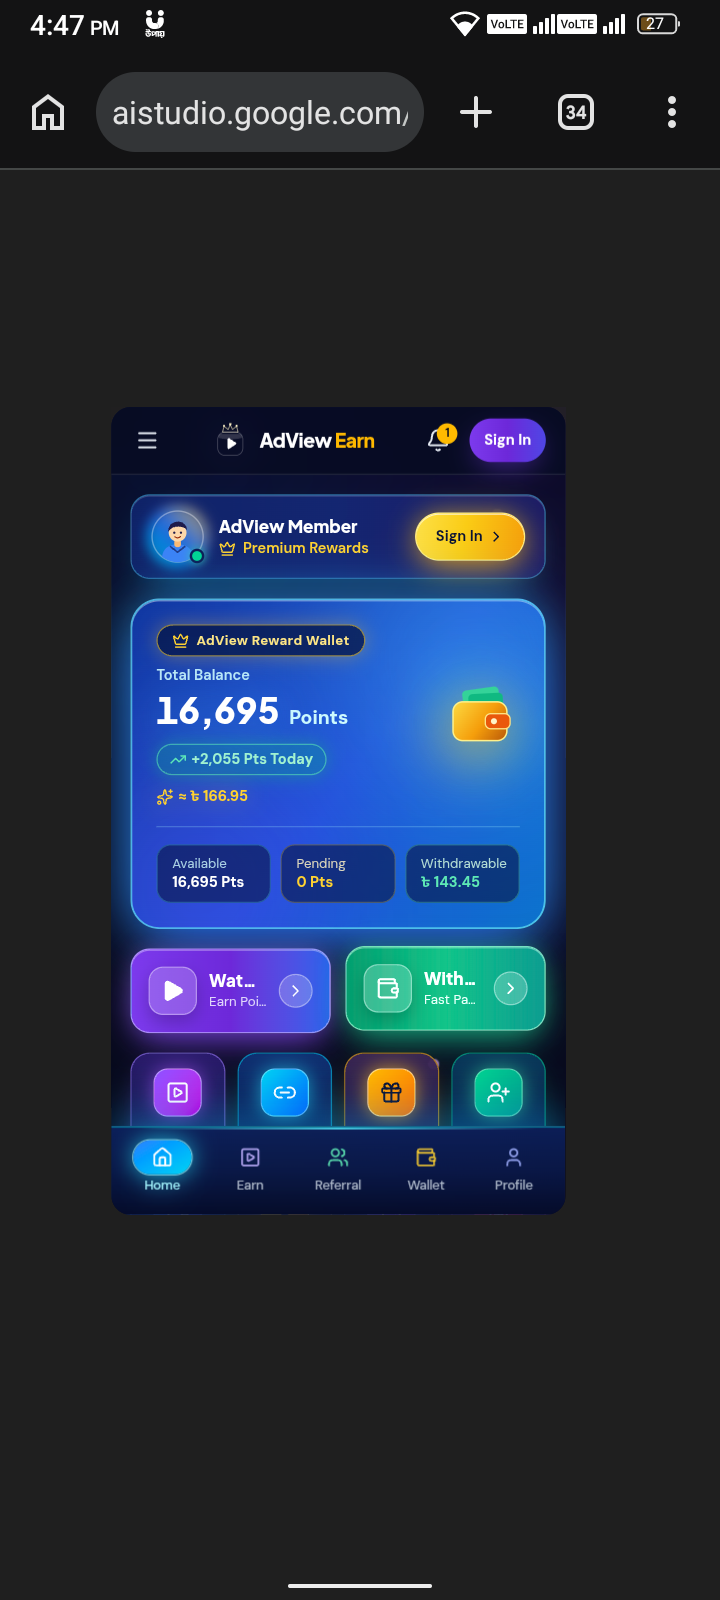 4:47 PM
উপায়
VoLTE VoLTE 27
aistudio.google.com/
34
AdView Earn
1
Sign In
AdView Member
Premium Rewards
Sign In
AdView Reward Wallet
Total Balance
16,695 Points
+2,055 Pts Today
≈ ৳ 166.95
Available
16,695 Pts
Pending
0 Pts
Withdrawable
৳ 143.45
Wat...
Earn Poi...
With...
Fast Pa...
Home
Earn
Referral
Wallet
Profile